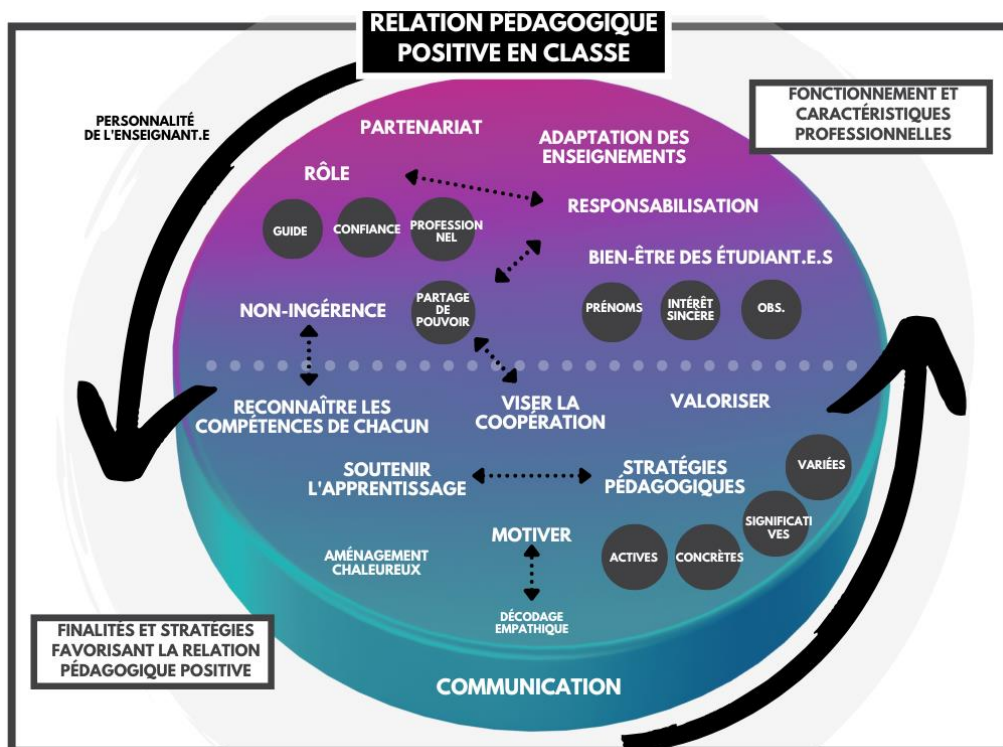 RELATION PÉDAGOGIQUE
POSITIVE EN CLASSE
PERSONNALITÉ
DE L'ENSEIGNANT.E
FONCTIONNEMENT ET
CARACTÉRISTIQUES
PROFESSIONNELLES
PARTENARIAT
ADAPTATION DES
ENSEIGNEMENTS
RÔLE
RESPONSABILISATION
GUIDE
CONFIANCE
PROFESSION
NEL
BIEN-ÊTRE DES ÉTUDIANT.E.S
NON-INGÉRENCE
PARTAGE
DE
POUVOIR
PRÉNOMS
INTÉRÊT
SINCÈRE
OBS.
RECONNAÎTRE LES
COMPÉTENCES DE CHACUN
VISER LA
COOPÉRATION
VALORISER
SOUTENIR
L'APPRENTISSAGE
STRATÉGIES
PÉDAGOGIQUES
VARIÉES
SIGNIFICATI
VES
MOTIVER
ACTIVES
CONCRÈTES
AMÉNAGEMENT
CHALEUREUX
DÉCODAGE
EMPATHIQUE
FINALITÉS ET STRATÉGIES
FAVORISANT LA RELATION
PÉDAGOGIQUE POSITIVE
COMMUNICATION